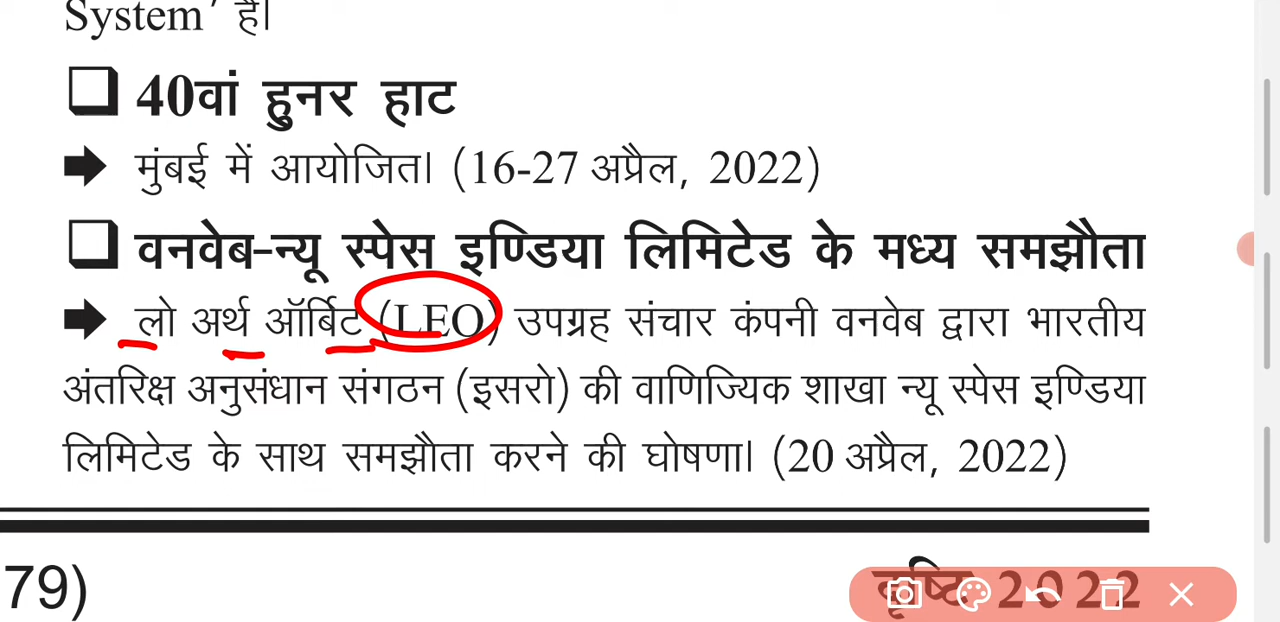 System’ है।
40वां हुनर हाट
मुंबई में आयोजित। (16-27 अप्रैल, 2022)
वनवेब-न्यू स्पेस इण्डिया लिमिटेड के मध्य समझौता
लो अर्थ ऑर्बिट (LEO) उपग्रह संचार कंपनी वनवेब द्वारा भारतीय
अंतरिक्ष अनुसंधान संगठन (इसरो) की वाणिज्यिक शाखा न्यू स्पेस इण्डिया
लिमिटेड के साथ समझौता करने की घोषणा। (20 अप्रैल, 2022)
79)
दृष्टि 2022